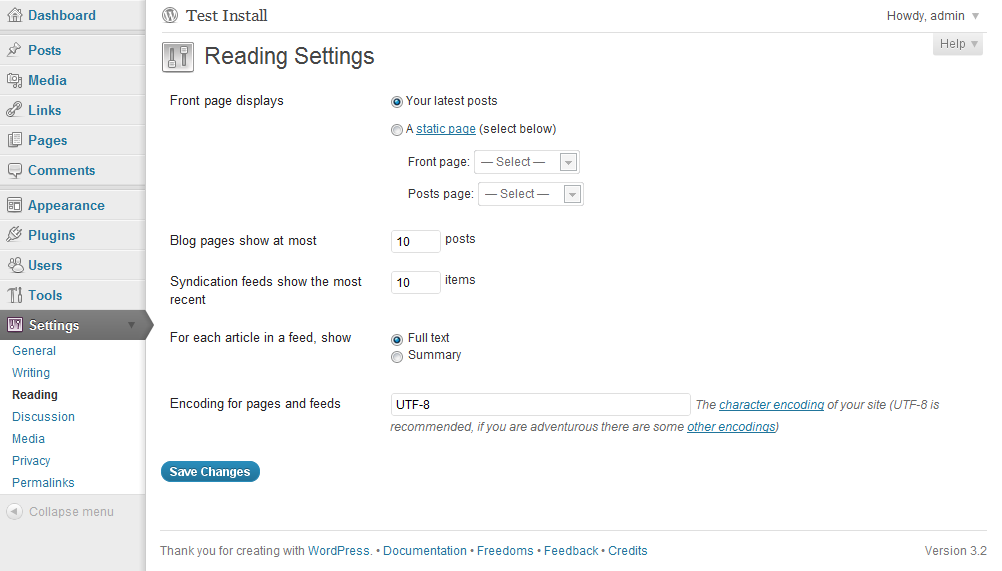 Dashboard
Posts
Media
Links
Pages
Comments
Appearance
Plugins
Users
Tools
Settings
General
Writing
Reading
Discussion
Media
Privacy
Permalinks
Collapse menu
Test Install
Howdy, admin
Help
Reading Settings
Front page displays
Your latest posts
A static page (select below)
Front page: — Select —
Posts page: — Select —
Blog pages show at most
10 posts
Syndication feeds show the most
recent
10 items
For each article in a feed, show
Full text
Summary
Encoding for pages and feeds
UTF-8 The character encoding of your site (UTF-8 is
recommended, if you are adventurous there are some other encodings)
Save Changes
Thank you for creating with WordPress. • Documentation • Freedoms • Feedback • Credits
Version 3.2